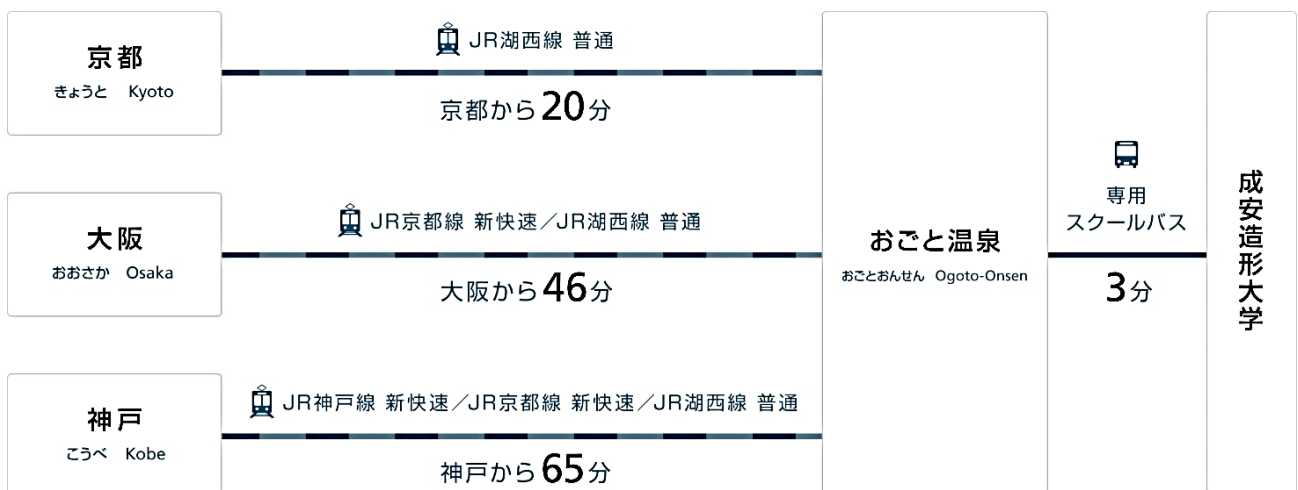 京都
きょうと Kyoto
JR湖西線 普通
京都から20分
大阪
おおさか Osaka
JR京都線 新快速／JR湖西線 普通
大阪から46分
神戸
こうべ Kobe
JR神戸線 新快速／JR京都線 新快速／JR湖西線 普通
神戸から65分
おごと温泉
おごとおんせん Ogoto-Onsen
専用
スクールバス
3分
成安造形大学